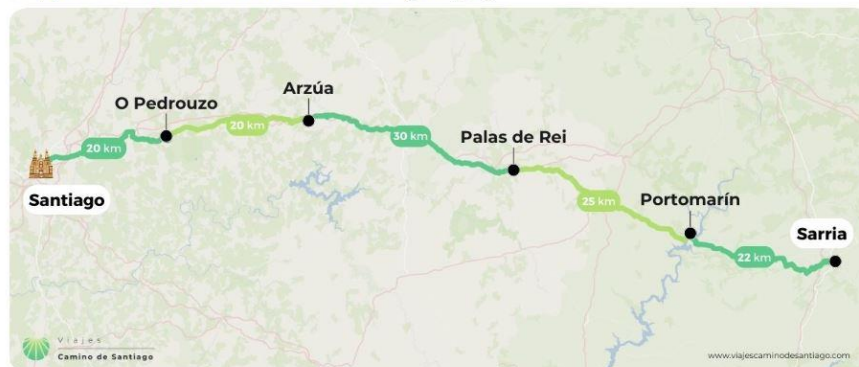 Arzúa
O Pedrouzo
20 km
20 km
30 km
Palas de Rei
Santiago
25 km
Portomarín
Sarria
22 km
Viajes
Camino de Santiago
www.viajescaminodesantiago.com